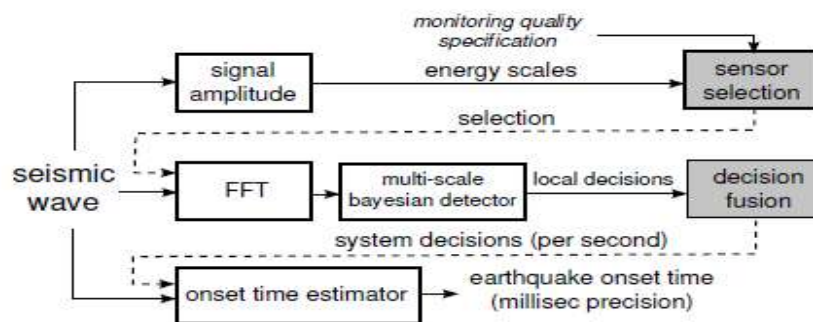 monitoring quality
specification
signal
amplitude
energy scales
sensor
selection
selection
seismic
wave
FFT
multi-scale
bayesian detector
local decisions
decision
fusion
system decisions (per second)
onset time estimator
earthquake onset time
(millisec precision)